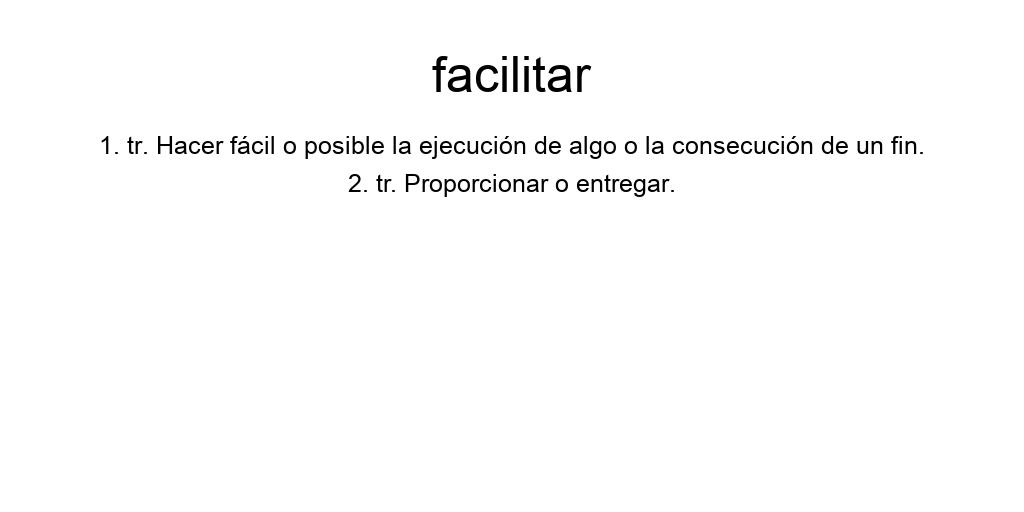 facilitar
1. tr. Hacer fácil o posible la ejecución de algo o la consecución de un fin.
2. tr. Proporcionar o entregar.